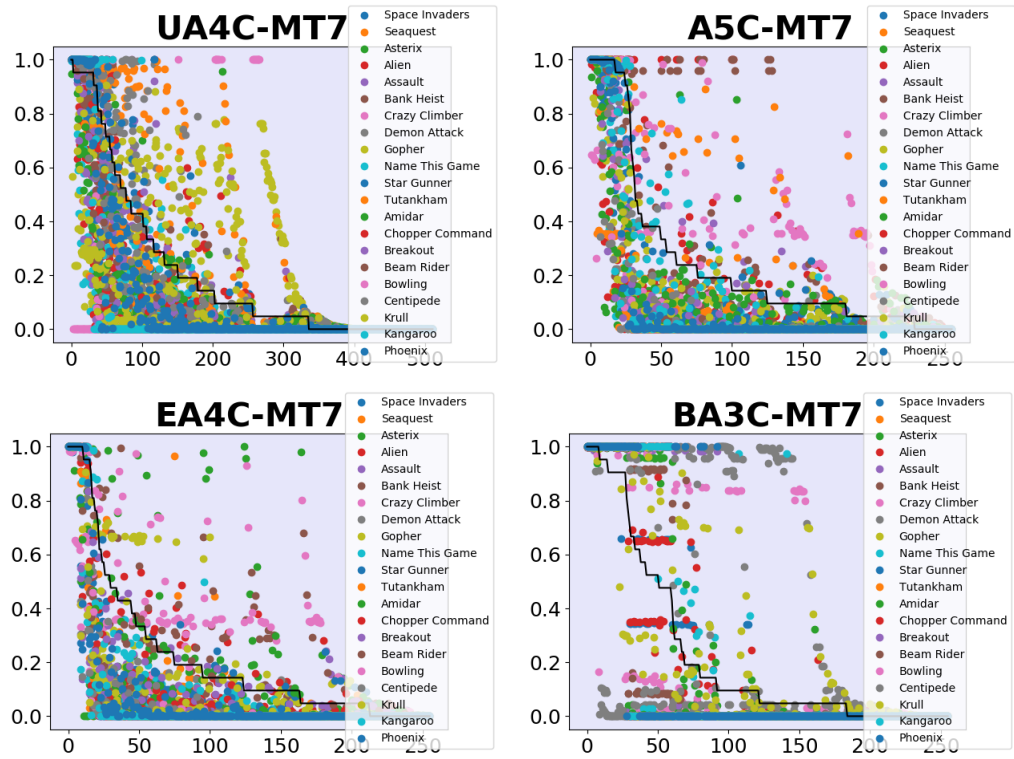 UA4C-MT7
Space Invaders
Seaquest
Asterix
Alien
Assault
Bank Heist
Crazy Climber
Demon Attack
Gopher
Name This Game
Star Gunner
Tutankham
Amidar
Chopper Command
Breakout
Beam Rider
Bowling
Centipede
Krull
Kangaroo
Phoenix
1.0
0.8
0.6
0.4
0.2
0.0
0 100 200 300 400 500
A5C-MT7
Space Invaders
Seaquest
Asterix
Alien
Assault
Bank Heist
Crazy Climber
Demon Attack
Gopher
Name This Game
Star Gunner
Tutankham
Amidar
Chopper Command
Breakout
Beam Rider
Bowling
Centipede
Krull
Kangaroo
Phoenix
1.0
0.8
0.6
0.4
0.2
0.0
0 50 100 150 200 250
EA4C-MT7
Space Invaders
Seaquest
Asterix
Alien
Assault
Bank Heist
Crazy Climber
Demon Attack
Gopher
Name This Game
Star Gunner
Tutankham
Amidar
Chopper Command
Breakout
Beam Rider
Bowling
Centipede
Krull
Kangaroo
Phoenix
1.0
0.8
0.6
0.4
0.2
0.0
0 50 100 150 200 250
BA3C-MT7
Space Invaders
Seaquest
Asterix
Alien
Assault
Bank Heist
Crazy Climber
Demon Attack
Gopher
Name This Game
Star Gunner
Tutankham
Amidar
Chopper Command
Breakout
Beam Rider
Bowling
Centipede
Krull
Kangaroo
Phoenix
1.0
0.8
0.6
0.4
0.2
0.0
0 50 100 150 200 250